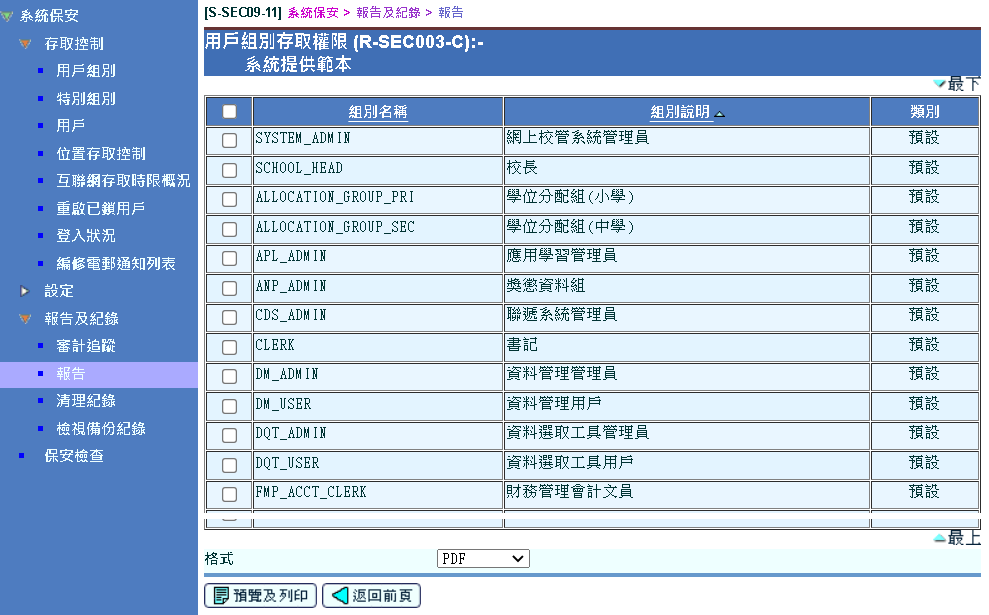 系統保安
存取控制
用戶組別
特別組別
用戶
位置存取控制
互聯網存取時限概況
重啟已鎖用戶
登入狀況
編修電郵通知列表
設定
報告及紀錄
審計追蹤
報告
清理紀錄
檢視備份紀錄
保安檢查
[S-SEC09-11] 系統保安 > 報告及紀錄 > 報告
用戶組別存取權限 (R-SEC003-C):-
系統提供範本
最下
組別名稱 組別說明 類別
SYSTEM_ADMIN 網上校管系統管理員 預設
SCHOOL_HEAD 校長 預設
ALLOCATION_GROUP_PRI 學位分配組(小學) 預設
ALLOCATION_GROUP_SEC 學位分配組(中學) 預設
APL_ADMIN 應用學習管理員 預設
ANP_ADMIN 獎懲資料組 預設
CDS_ADMIN 聯遞系統管理員 預設
CLERK 書記 預設
DM_ADMIN 資料管理管理員 預設
DM_USER 資料管理用戶 預設
DQT_ADMIN 資料選取工具管理員 預設
DQT_USER 資料選取工具用戶 預設
FMP_ACCT_CLERK 財務管理會計文員 預設
最上
格式 PDF
預覽及列印 返回前頁